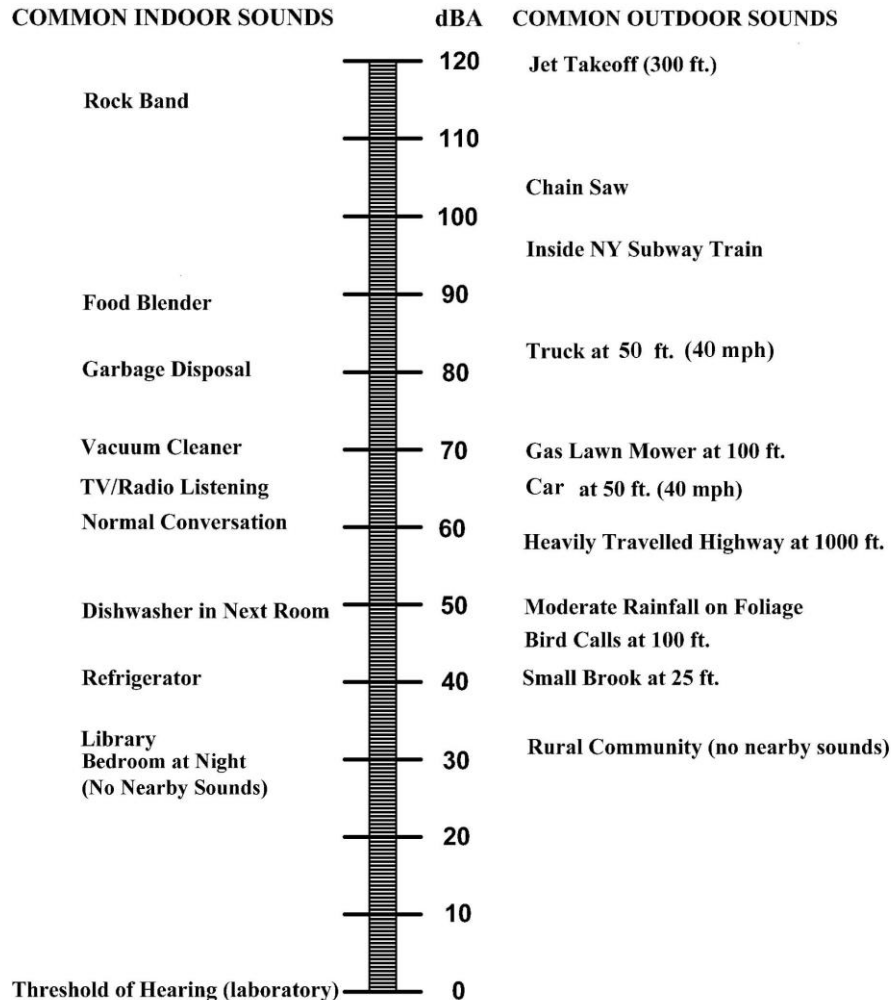 COMMON INDOOR SOUNDS dBA COMMON OUTDOOR SOUNDS
120 Jet Takeoff (300 ft.)
Rock Band
110
Chain Saw
100
Inside NY Subway Train
Food Blender 90
Truck at 50 ft. (40 mph)
Garbage Disposal 80
Vacuum Cleaner 70 Gas Lawn Mower at 100 ft.
TV/Radio Listening Car at 50 ft. (40 mph)
Normal Conversation 60
Heavily Travelled Highway at 1000 ft.
Dishwasher in Next Room 50 Moderate Rainfall on Foliage
Bird Calls at 100 ft.
Refrigerator 40 Small Brook at 25 ft.
Library
Bedroom at Night 30 Rural Community (no nearby sounds)
(No Nearby Sounds)
20
10
Threshold of Hearing (laboratory) 0